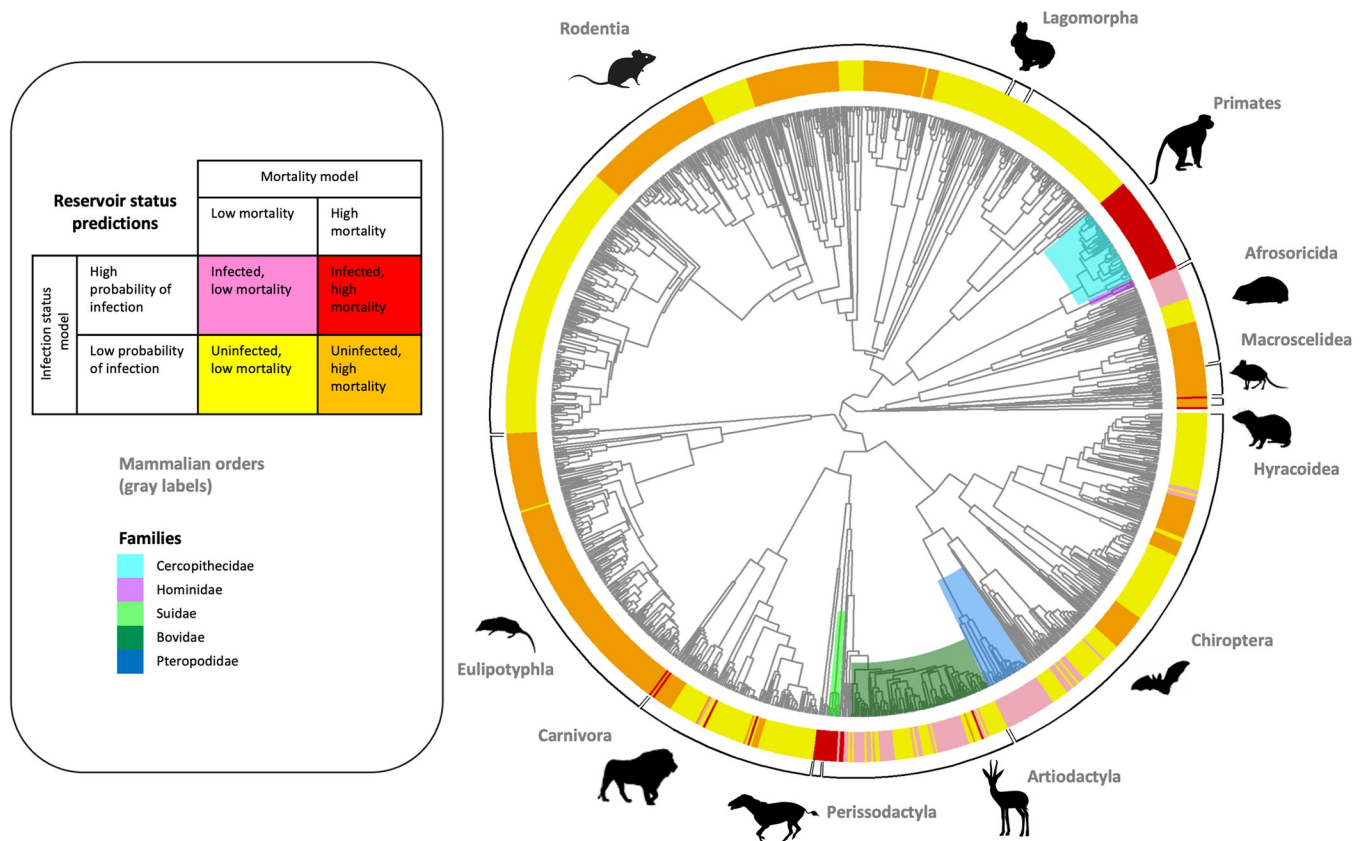 Reservoir status
predictions
Mortality model
Low mortality
High
mortality
Infection status
model
High
probability of
infection
Infected,
low mortality
Infected,
high
mortality
Low probability
of infection
Uninfected,
low mortality
Uninfected,
high
mortality
Mammalian orders
(gray labels)
Families
Cercopithecidae
Hominidae
Suidae
Bovidae
Pteropodidae
Rodentia
Lagomorpha
Primates
Afrosoricida
Macroscelidea
Hyracoidea
Chiroptera
Artiodactyla
Perissodactyla
Carnivora
Eulipotyphla